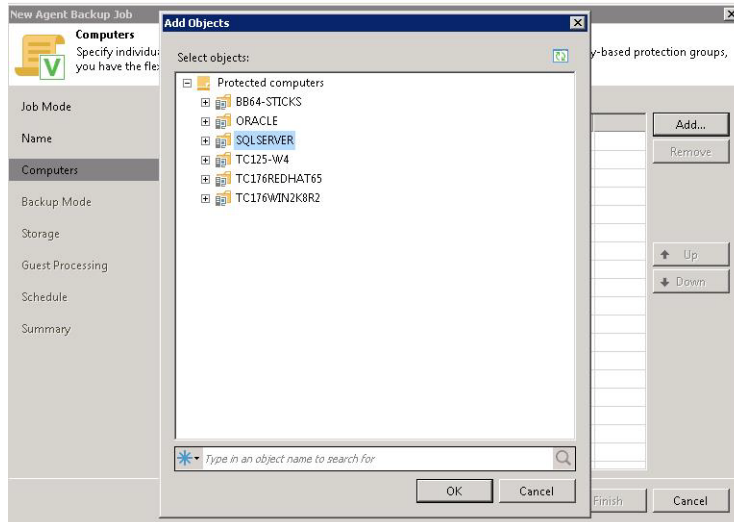 New Agent Backup Job
Computers
Specify individu
you have the fle
y-based protection groups,
Job Mode
Name
Computers
Backup Mode
Storage
Guest Processing
Schedule
Summary
Add Objects
Select objects:
Protected computers
BB64-STICKS
ORACLE
SQLSERVER
TC125-W4
TC176REDHAT65
TC176WIN2K8R2
Type in an object name to search for
OK
Cancel
Add...
Remove
Up
Down
Finish
Cancel